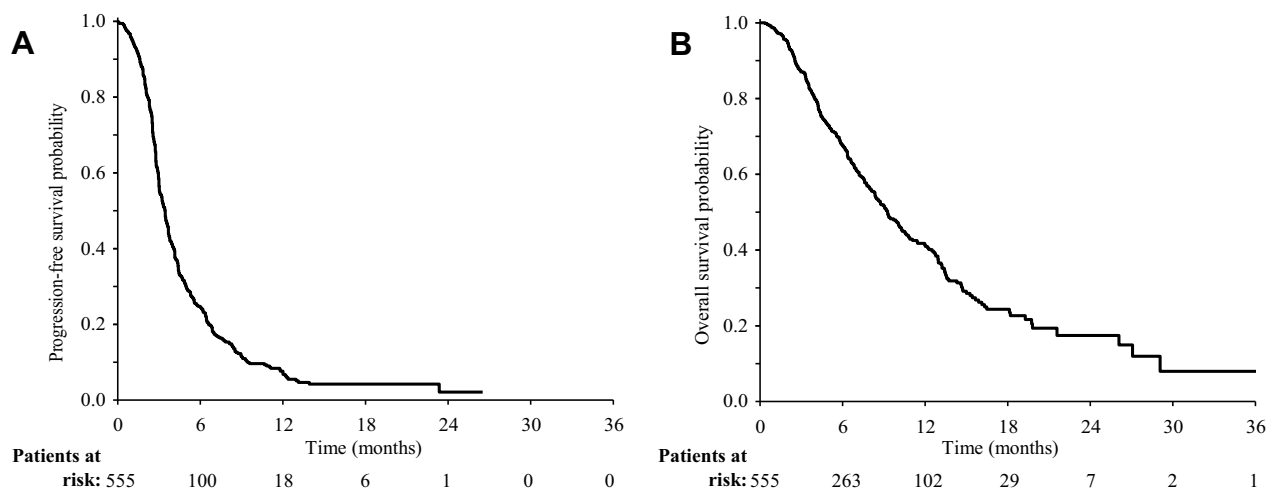 A
Progression-free survival probability
1.0
0.8
0.6
0.4
0.2
0.0
0 6 12 18 24 30 36
Time (months)
Patients at
risk: 555 100 18 6 1 0 0
B
Overall survival probability
1.0
0.8
0.6
0.4
0.2
0.0
0 6 12 18 24 30 36
Time (months)
Patients at
risk: 555 263 102 29 7 2 1